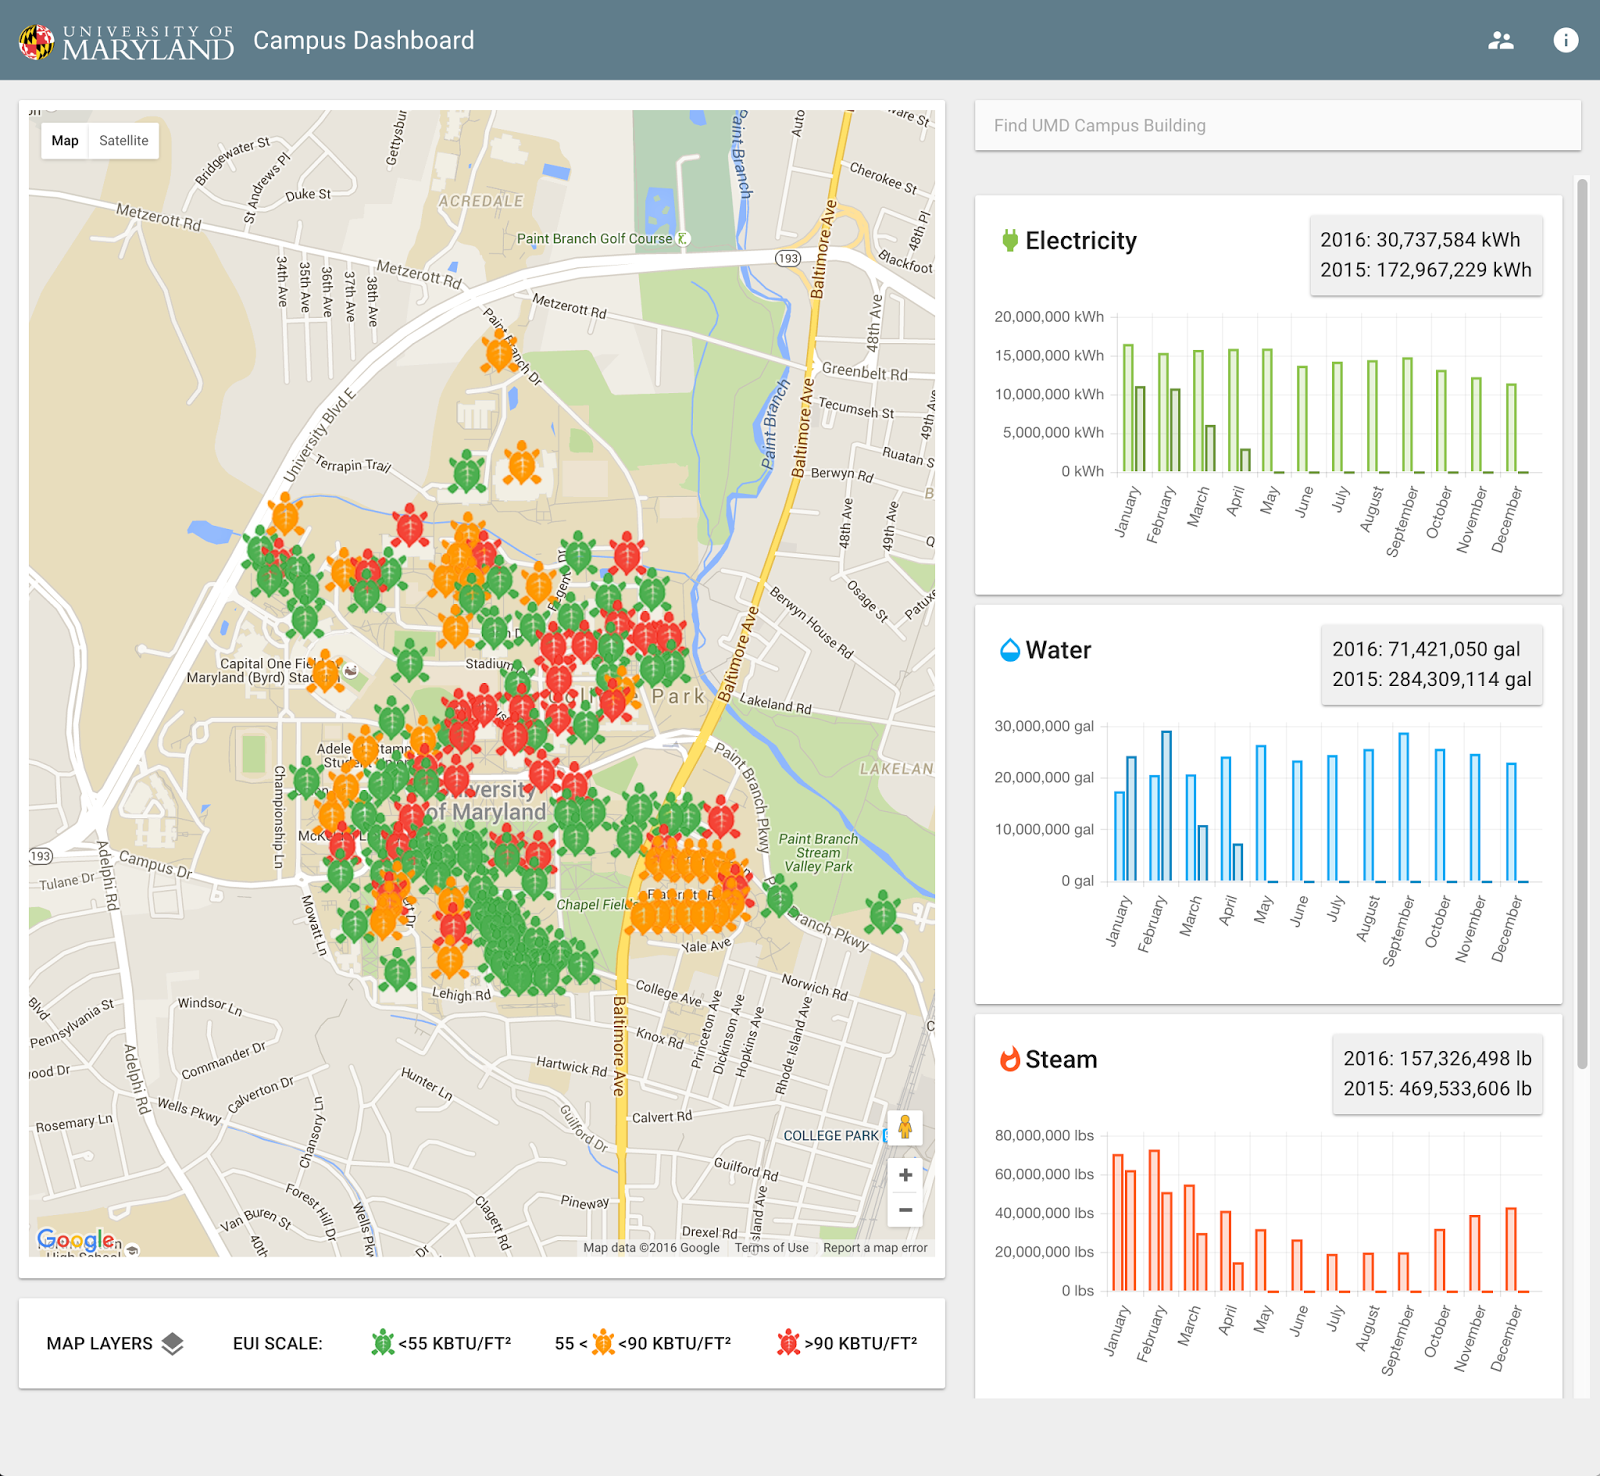 UNIVERSITY OF
MARYLAND
Campus Dashboard
Map
Satellite
Bridgewater St
St Andrews Pl
Duke St
Gettysbur
Metzerott Rd
ACREDALE
Paint Branch
Auto
ware St
Cherokee St
48th Pl
Blackfoot
Paint Branch Golf Course
193
Baltimore Ave
34th Ave
35th Ave
36th Ave
37th Ave
38th Ave
Metzerott Rd
Metzerott Rd
Paint Branch Dr
48th Ave
Greenbelt Rd
University Blvd E
Paint Branch
Baltimore Ave
Tecumseh St
49th Av
Ruatan S
Terrapin Trail
Berwyn Rd
48th Ave
49th Ave
Regent
Osage St
Patuxe
Berwyn House Rd
Capital One Field at
Maryland (Byrd) Stad
Stadium
Park
Baltimore Ave
Lakeland Rd
Adele
Stamp
Student Union
Paint Branch Pkwy
LAKELAN
Championship Ln
of Maryland
193
Adelphi Rd
Campus Dr
Tulane Dr
Paint Branch
Stream
Valley Park
Mowatt Ln
Chapel Field
Branch Pkwy
Yale Ave
Lehigh Rd
College Ave
Norwich Rd
Princeton Ave
Dickinson Ave
Hopkins Ave
Rhode Island Ave
Knox Rd
Baltimore Ave
Windsor Ln
Blvd
Pennsylvania St
Commander Dr
wood Dr
Adelphi Rd
Calverton Dr
Hartwick Rd
Hunter Ln
Wells Pkwy
Rosemary Ln
Chansory Ln
Guilford Dr
Calvert Rd
COLLEGE PARK
Guilford Rd
Forest Hill Dr
Wells Pk
Clagett Rd
Pineway
Island Ave
Van Buren St
40th
Drexel Rd
Google
High School
Map data ©2016 Google
Terms of Use
Report a map error
MAP LAYERS
EUI SCALE:
<55 KBTU/FT²
55 < <90 KBTU/FT²
>90 KBTU/FT²
Find UMD Campus Building
Electricity
2016: 30,737,584 kWh
2015: 172,967,229 kWh
20,000,000 kWh
15,000,000 kWh
10,000,000 kWh
5,000,000 kWh
0 kWh
January
February
March
April
May
June
July
August
September
October
November
December
Water
2016: 71,421,050 gal
2015: 284,309,114 gal
30,000,000 gal
20,000,000 gal
10,000,000 gal
0 gal
January
February
March
April
May
June
July
August
September
October
November
December
Steam
2016: 157,326,498 lb
2015: 469,533,606 lb
80,000,000 lbs
60,000,000 lbs
40,000,000 lbs
20,000,000 lbs
0 lbs
January
February
March
April
May
June
July
August
September
October
November
December